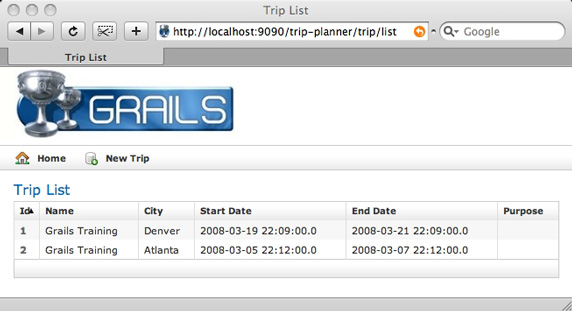 Trip List
http://localhost:9090/trip-planner/trip/list
Google
Trip List
GRAILS
Home New Trip
Trip List
Id Name City Start Date End Date Purpose
1 Grails Training Denver 2008-03-19 22:09:00.0 2008-03-21 22:09:00.0
2 Grails Training Atlanta 2008-03-05 22:12:00.0 2008-03-07 22:12:00.0